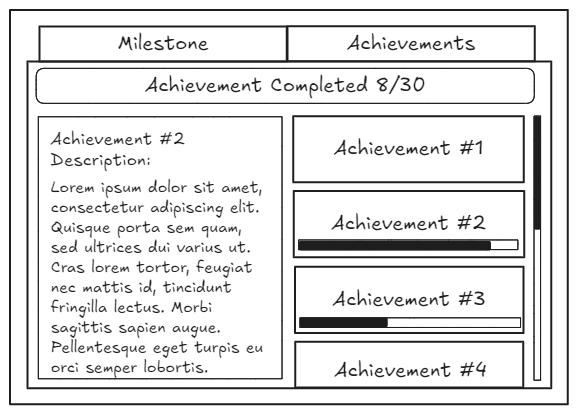 Milestone
Achievements
Achievement Completed 8/30
Achievement #2
Description:
Lorem ipsum dolor sit amet,
consectetur adipiscing elit.
Quisque porta sem quam,
sed ultrices dui varius ut.
Cras lorem tortor, feugiat
nec mattis id, tincidunt
fringilla lectus. Morbi
sagittis sapien augue.
Pellentesque eget turpis eu
orci semper lobortis.
Achievement #1
Achievement #2
Achievement #3
Achievement #4